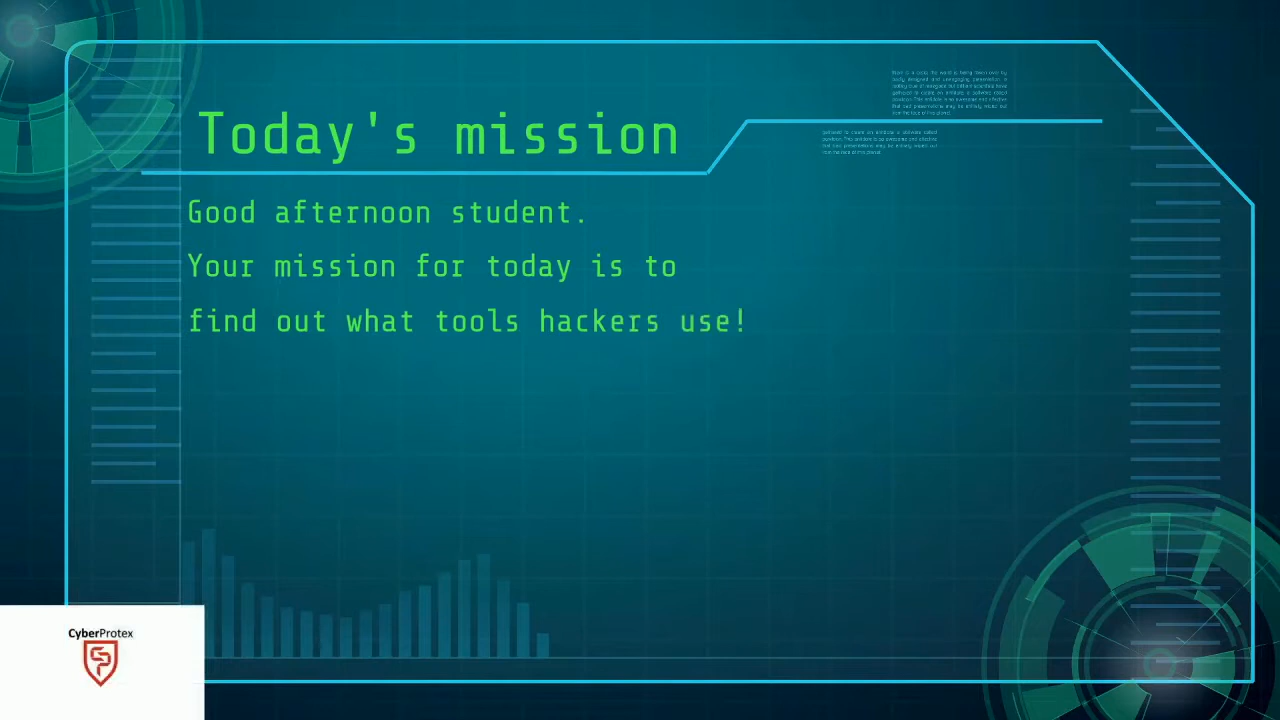 Today's mission
Good afternoon student.
Your mission for today is to
find out what tools hackers use!
CyberProtex